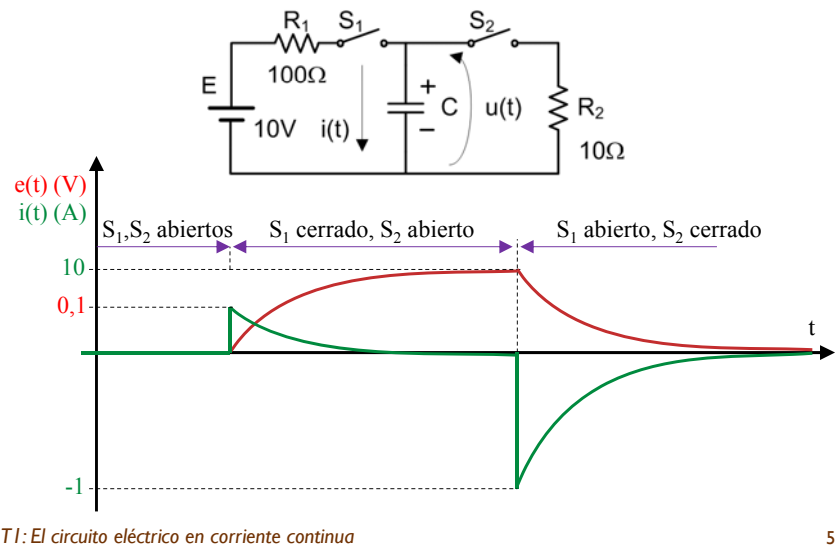 R₁ S₁ S₂
100Ω
E + C u(t) R₂
10V i(t) −
10Ω
e(t) (V)
i(t) (A)
S₁,S₂ abiertos S₁ cerrado, S₂ abierto S₁ abierto, S₂ cerrado
10
0,1
t
-1
T1: El circuito eléctrico en corriente continua 5